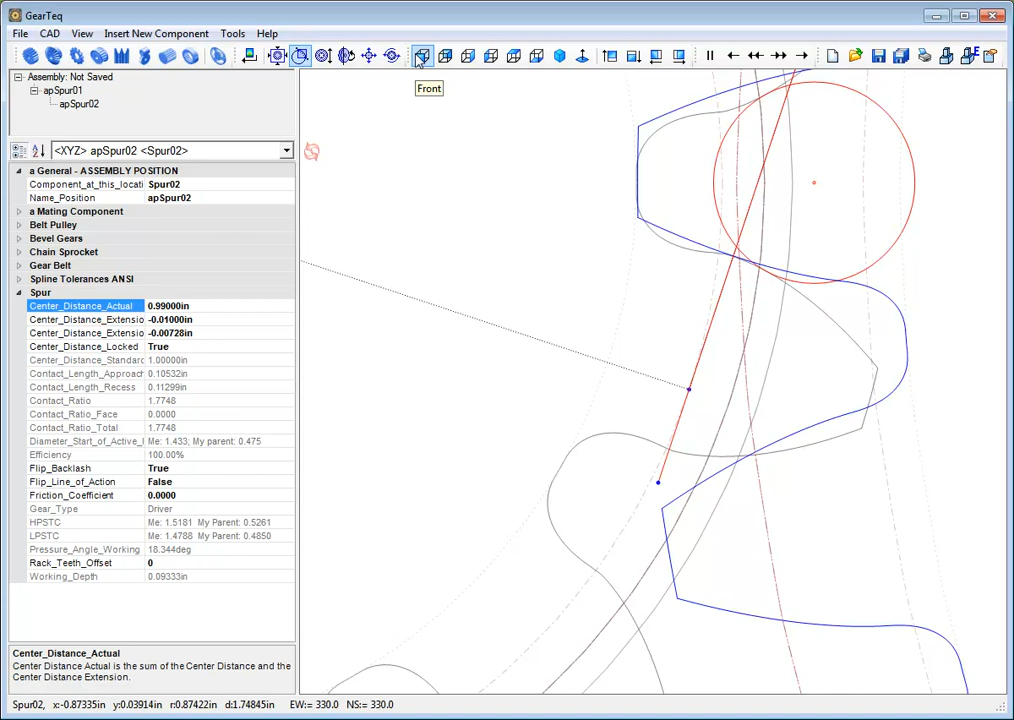 GearTeq
File CAD View Insert New Component Tools Help
Front
Assembly: Not Saved
apSpur01
apSpur02
<XYZ> apSpur02 <Spur02>
a General - ASSEMBLY POSITION
Component_at_this_locati Spur02
Name_Position apSpur02
a Mating Component
Belt Pulley
Bevel Gears
Chain Sprocket
Gear Belt
Spline Tolerances ANSI
Spur
Center_Distance_Actual 0.99000in
Center_Distance_Extensio -0.01000in
Center_Distance_Extensio -0.00728in
Center_Distance_Locked True
Center_Distance_Standarc 1.00000in
Contact_Length_Approach 0.10532in
Contact_Length_Recess 0.11299in
Contact_Ratio 1.7748
Contact_Ratio_Face 0.0000
Contact_Ratio_Total 1.7748
Diameter_Start_of_Active_I Me: 1.433; My parent: 0.475
Efficiency 100.00%
Flip_Backlash True
Flip_Line_of_Action False
Friction_Coefficient 0.0000
Gear_Type Driver
HPSTC Me: 1.5181 My Parent: 0.5261
LPSTC Me: 1.4788 My Parent: 0.4850
Pressure_Angle_Working 18.344deg
Rack_Teeth_Offset 0
Working_Depth 0.09333in
Center_Distance_Actual
Center Distance Actual is the sum of the Center Distance and the
Center Distance Extension.
Spur02, x:-0.87335in y:0.03914in r:0.87422in d:1.74845in EW:= 330.0 NS:= 330.0